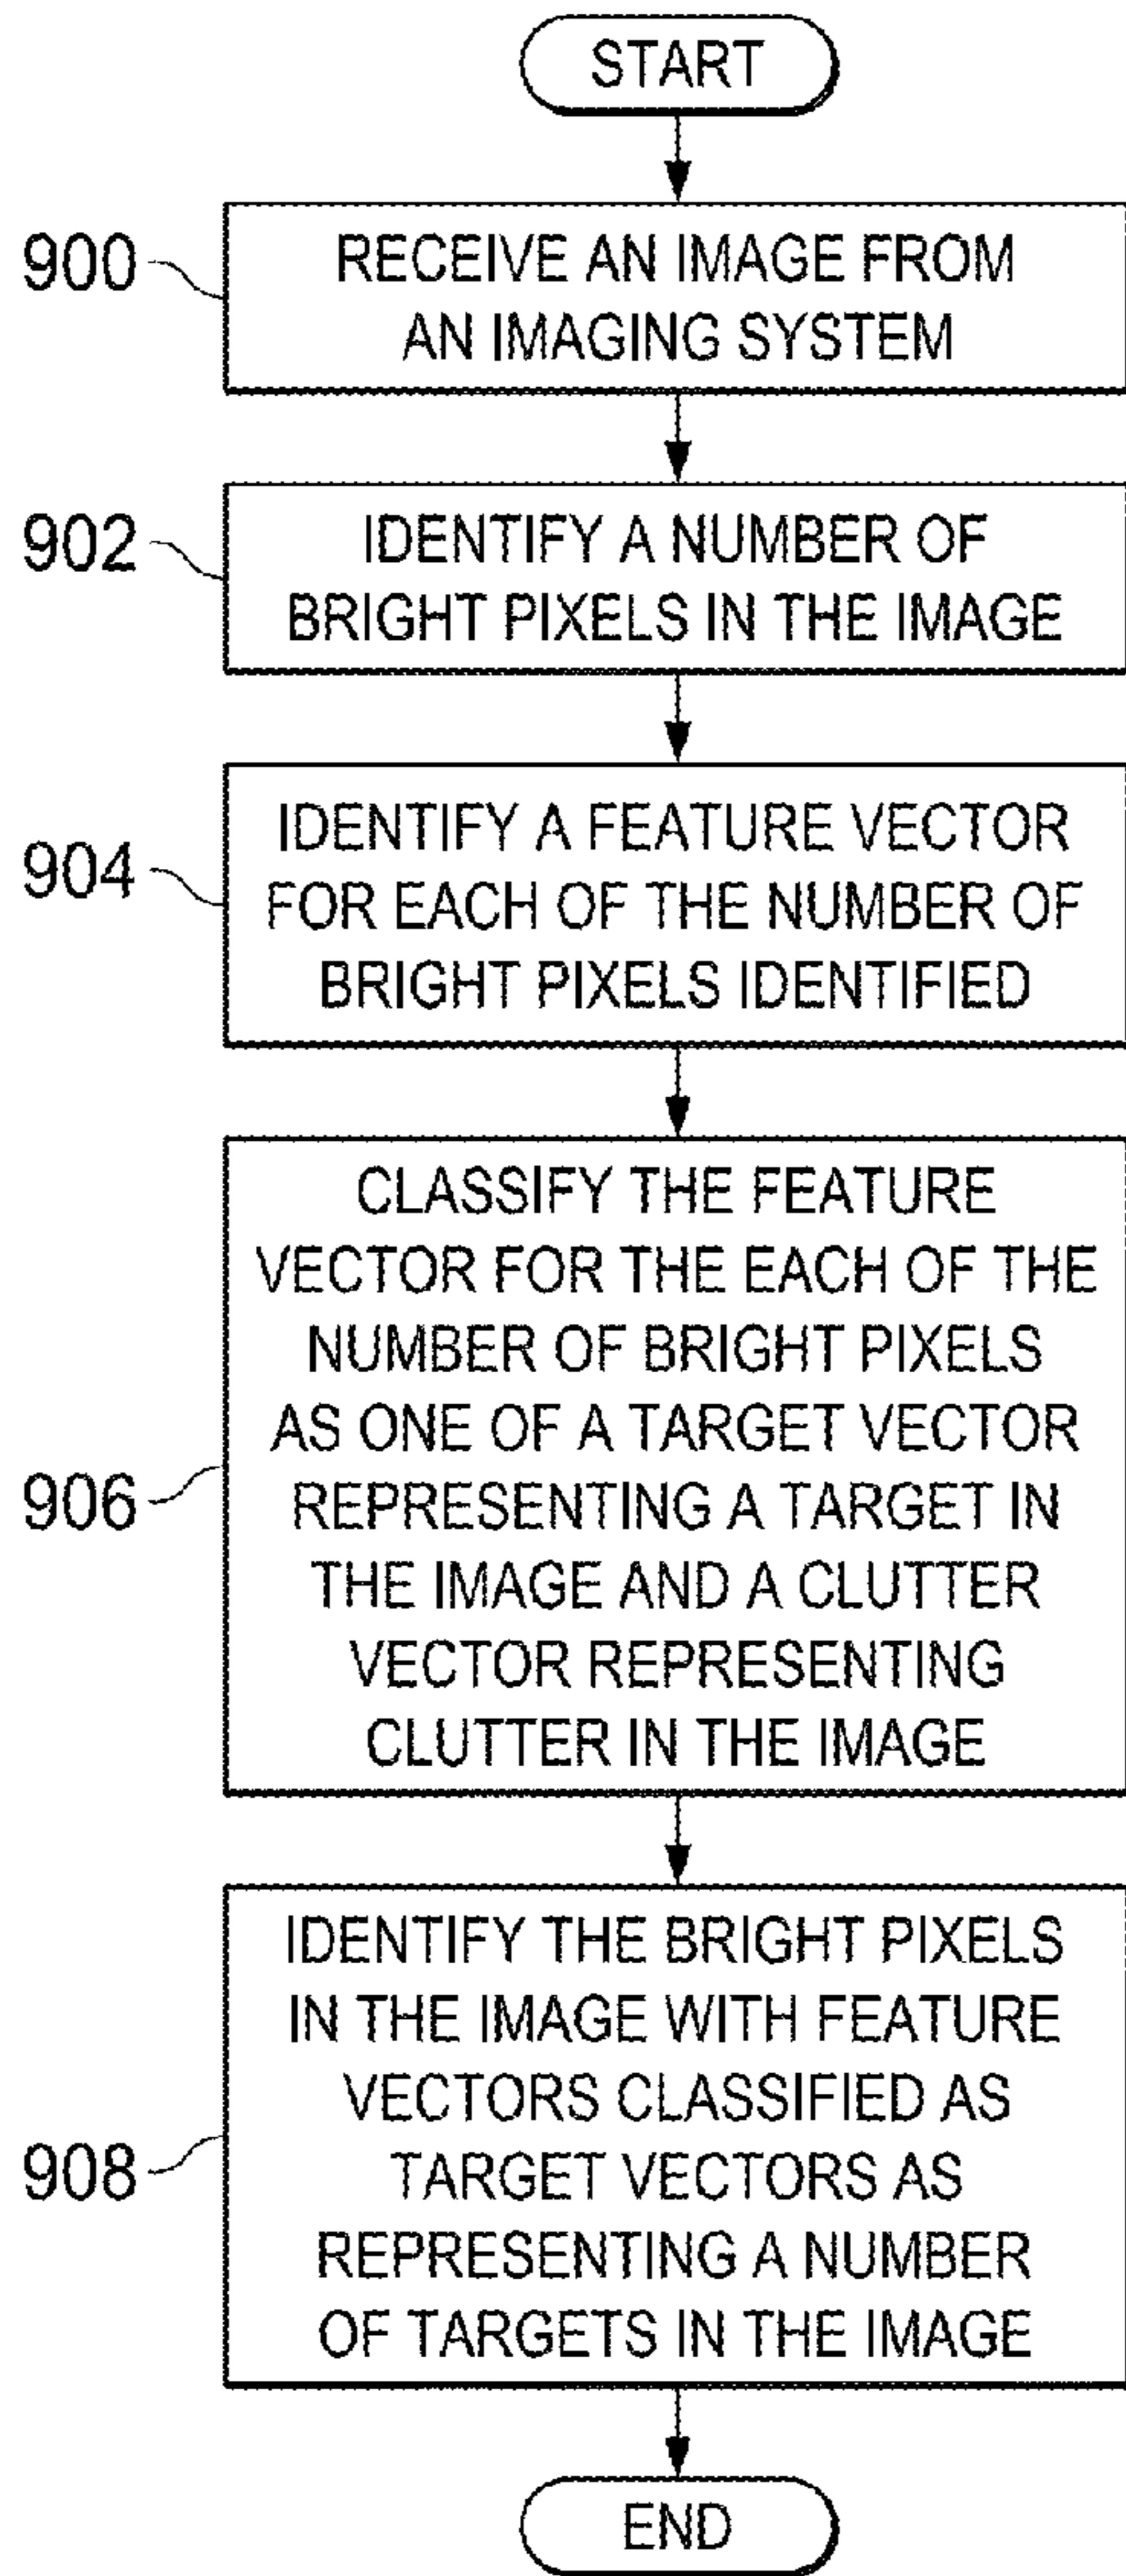 START
900
RECEIVE AN IMAGE FROM
AN IMAGING SYSTEM
902
IDENTIFY A NUMBER OF
BRIGHT PIXELS IN THE IMAGE
904
IDENTIFY A FEATURE VECTOR
FOR EACH OF THE NUMBER OF
BRIGHT PIXELS IDENTIFIED
906
CLASSIFY THE FEATURE
VECTOR FOR THE EACH OF THE
NUMBER OF BRIGHT PIXELS
AS ONE OF A TARGET VECTOR
REPRESENTING A TARGET IN
THE IMAGE AND A CLUTTER
VECTOR REPRESENTING
CLUTTER IN THE IMAGE
908
IDENTIFY THE BRIGHT PIXELS
IN THE IMAGE WITH FEATURE
VECTORS CLASSIFIED AS
TARGET VECTORS AS
REPRESENTING A NUMBER
OF TARGETS IN THE IMAGE
END